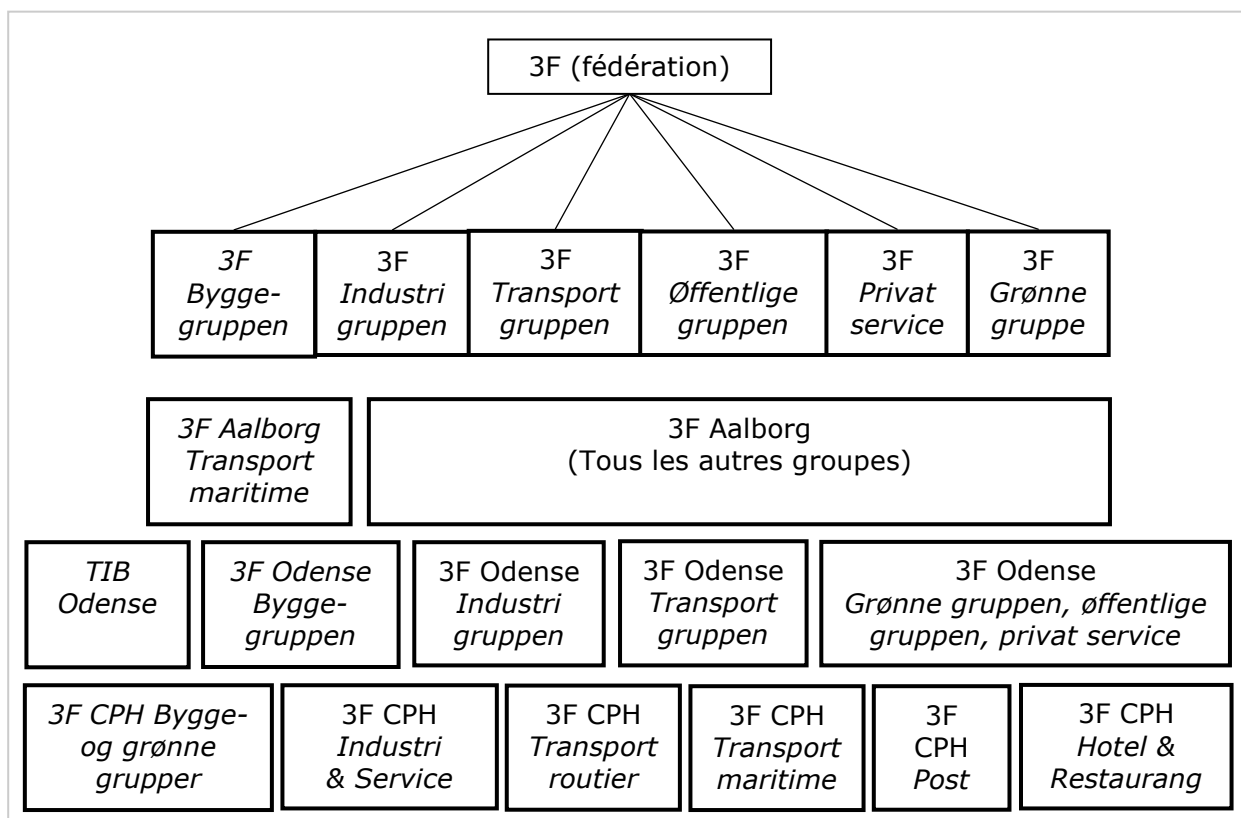 3F (fédération)
3F
Bygge-
gruppen
3F
Industri
gruppen
3F
Transport
gruppen
3F
Øffentlige
gruppen
3F
Privat
service
3F
Grønne
gruppe
3F Aalborg
Transport
maritime
3F Aalborg
(Tous les autres groupes)
TIB
Odense
3F Odense
Bygge-
gruppen
3F Odense
Industri
gruppen
3F Odense
Transport
gruppen
3F Odense
Grønne gruppen, øffentlige
gruppen, privat service
3F CPH Bygge-
og grønne
grupper
3F CPH
Industri
& Service
3F CPH
Transport
routier
3F CPH
Transport
maritime
3F
CPH
Post
3F CPH
Hotel &
Restaurang